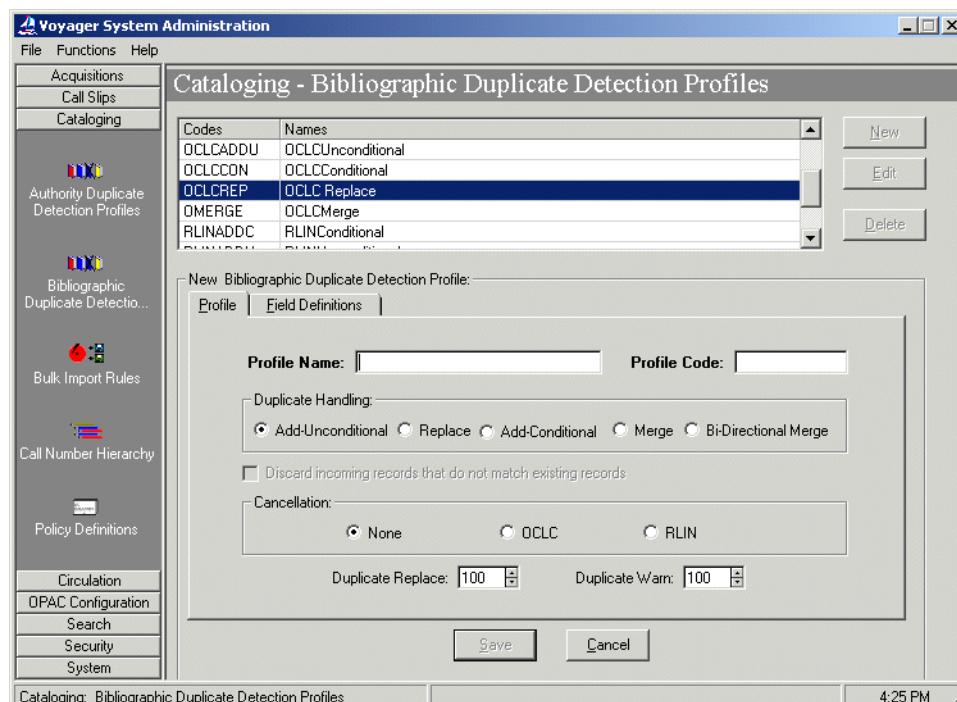 Voyager System Administration
File Functions Help
Acquisitions
Call Slips
Cataloging
Authority Duplicate
Detection Profiles
Bibliographic
Duplicate Detectio...
Bulk Import Rules
Call Number Hierarchy
Policy Definitions
Circulation
OPAC Configuration
Search
Security
System
Cataloging - Bibliographic Duplicate Detection Profiles
Codes Names
OCLCADDU OCLCUnconditional
OCLCCON OCLCConditional
OCLCREP OCLC Replace
OMERGE OCLCMerge
RLINADDC RLINConditional
New
Edit
Delete
New Bibliographic Duplicate Detection Profile:
Profile Field Definitions
Profile Name: Profile Code:
Duplicate Handling:
Add-Unconditional Replace Add-Conditional Merge Bi-Directional Merge
Discard incoming records that do not match existing records
Cancellation:
None OCLC RLIN
Duplicate Replace: 100 Duplicate Warn: 100
Save Cancel
Cataloging: Bibliographic Duplicate Detection Profiles 4:25 PM